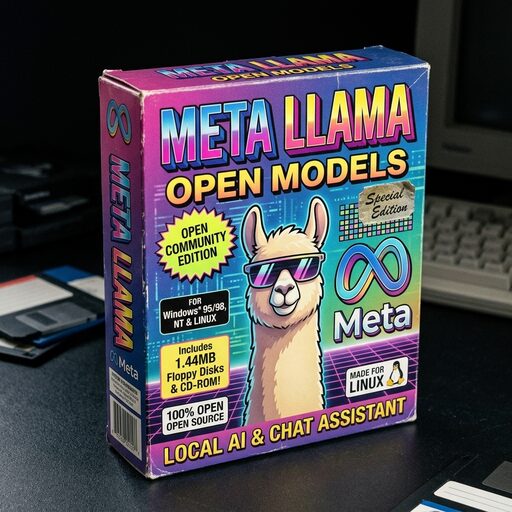 META LLAMA
OPEN MODELS
META LLAMA
OPEN MODELS
Special
Edition
OPEN
COMMUNITY
EDITION
FOR
Windows® 95/98,
NT & LINUX
Includes
1.44MB
Floppy Disks
& CD-ROM!
100% OPEN
OPEN SOURCE
Meta
MADE FOR
LINUX
LOCAL AI & CHAT ASSISTANT
META LLAMA
Meta